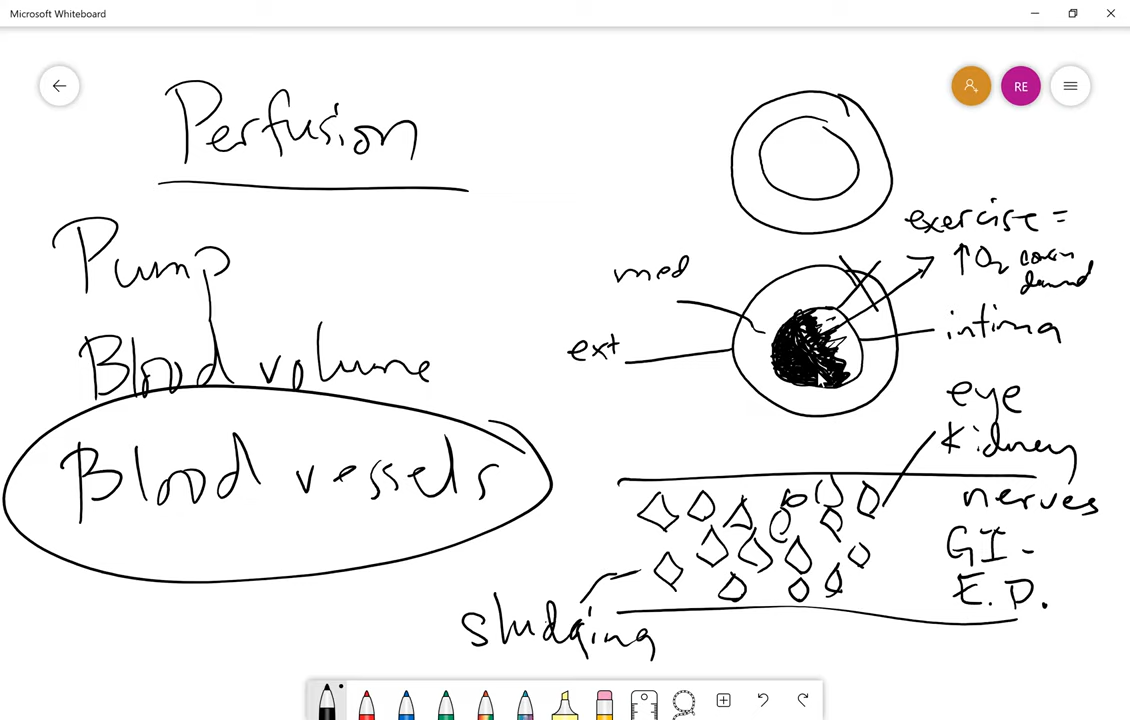 Microsoft Whiteboard
RE
Perfusion
Pump
Blood volume
Blood vessels
med
ext
exercise =
↑O2
intima
eye
Kidney
nerves
GI -
E.D.
sludging